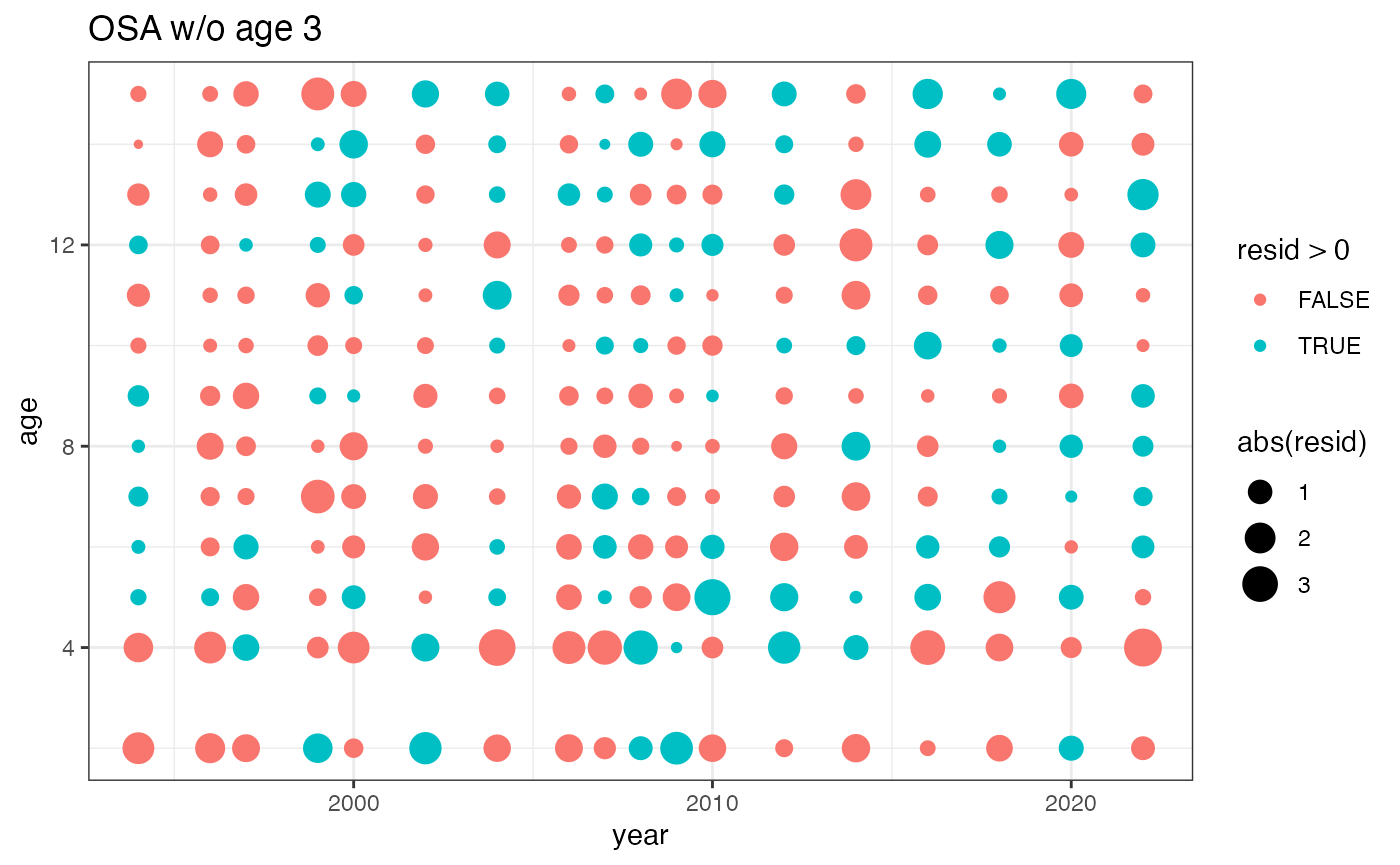 OSA w/o age 3
12
8
4
age
2000
2010
2020
year
resid > 0
FALSE
TRUE
abs(resid)
1
2
3